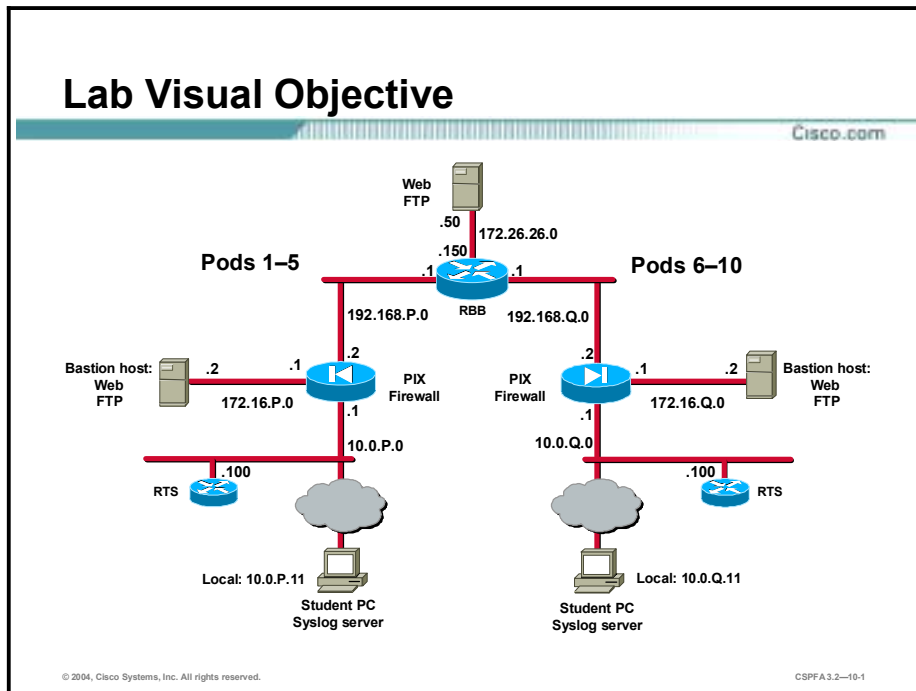 Lab Visual Objective
Cisco.com
Web
FTP
.50
172.26.26.0
.150
Pods 1–5
Pods 6–10
.1
.1
RBB
192.168.P.0
192.168.Q.0
.2
.2
Bastion host:
Web
FTP
.2
.1
PIX
Firewall
PIX
Firewall
.1
.2
Bastion host:
Web
FTP
172.16.P.0
172.16.Q.0
.1
.1
10.0.P.0
10.0.Q.0
.100
.100
RTS
RTS
Local: 10.0.P.11
Local: 10.0.Q.11
Student PC
Syslog server
Student PC
Syslog server
© 2004, Cisco Systems, Inc. All rights reserved.
CSPFA 3.2—10-1